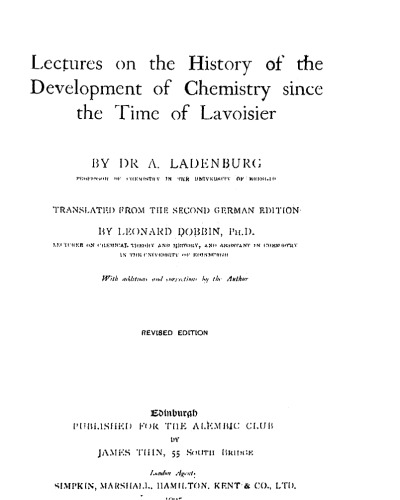 Lectures on the History of the
Development of Chemistry since
the Time of Lavoisier
BY DR A. LADENBURG
PROFESSOR OF CHEMISTRY IN THE UNIVERSITY OF BRESLAU
TRANSLATED FROM THE SECOND GERMAN EDITION
BY LEONARD DOBBIN, PH.D.
LECTURER ON CHEMICAL THEORY AND HISTORY, AND ASSISTANT IN CHEMISTRY
IN THE UNIVERSITY OF EDINBURGH
With additions and corrections by the Author
REVISED EDITION
Edinburgh
PUBLISHED FOR THE ALEMBIC CLUB
BY
JAMES THIN, 55 SOUTH BRIDGE
London Agents
SIMPKIN, MARSHALL, HAMILTON, KENT & CO., LTD.